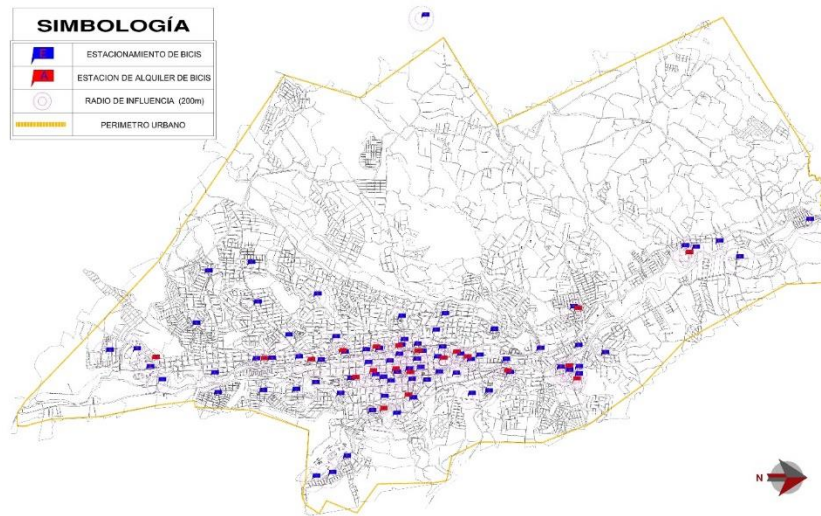 SIMBOLOGÍA
ESTACIONAMIENTO DE BICIS
ESTACION DE ALQUILER DE BICIS
RADIO DE INFLUENCIA (200m)
PERIMETRO URBANO
N